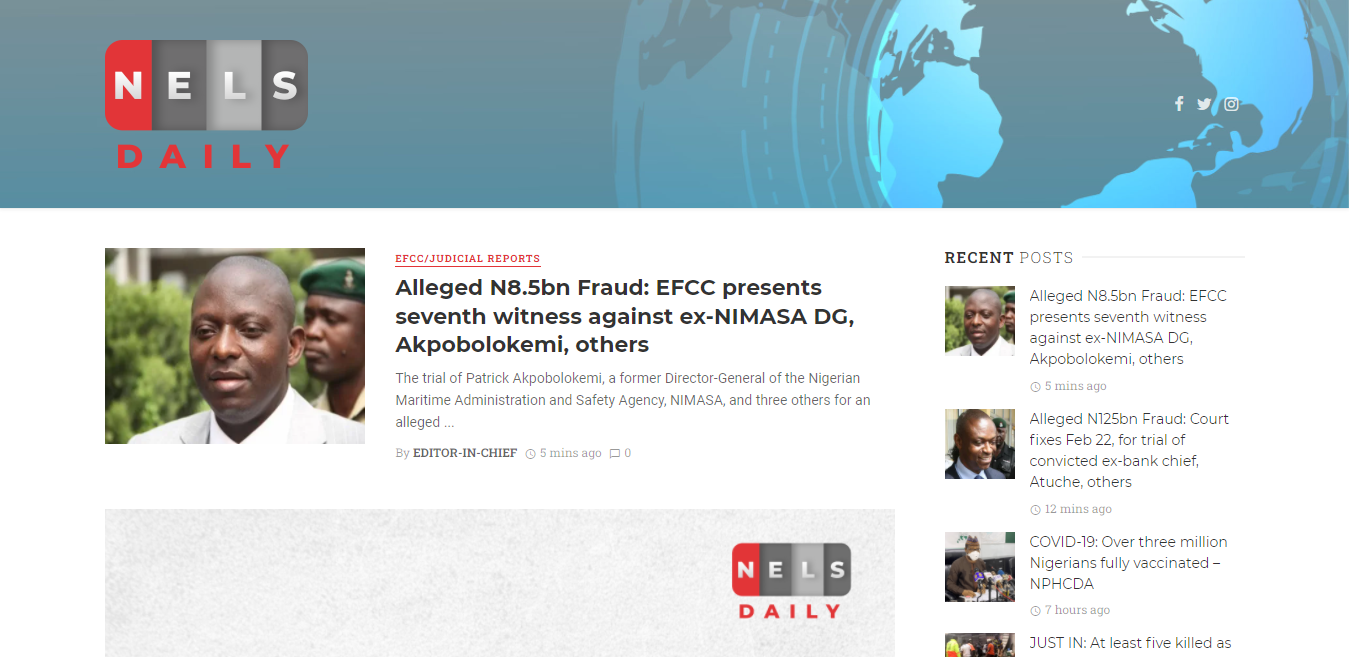 NELS
DAILY
EFCC/JUDICIAL REPORTS
Alleged N8.5bn Fraud: EFCC presents
seventh witness against ex-NIMASA DG,
Akpobolokemi, others
The trial of Patrick Akpobolokemi, a former Director-General of the Nigerian
Maritime Administration and Safety Agency, NIMASA, and three others for an
alleged ...
By EDITOR-IN-CHIEF 5 mins ago 0
NELS
DAILY
RECENT POSTS
Alleged N8.5bn Fraud: EFCC
presents seventh witness
against ex-NIMASA DG,
Akpobolokemi, others
5 mins ago
Alleged N125bn Fraud: Court
fixes Feb 22, for trial of
convicted ex-bank chief,
Atuche, others
12 mins ago
COVID-19: Over three million
Nigerians fully vaccinated –
NPHCDA
7 hours ago
JUST IN: At least five killed as